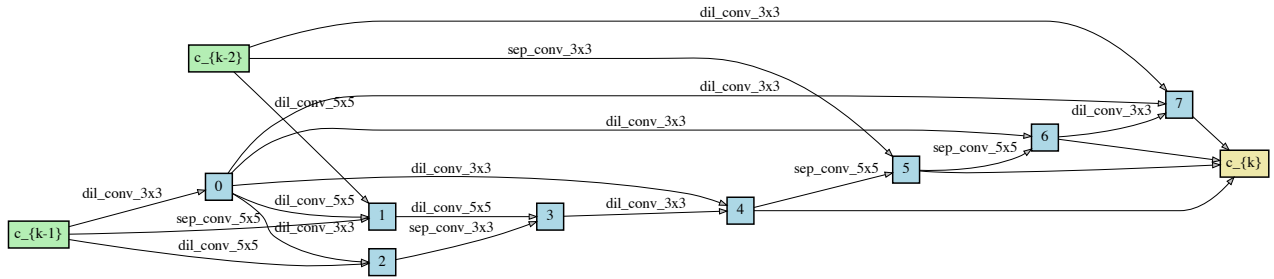 dil_conv_3x3
c_{k-2}
sep_conv_3x3
dil_conv_3x3
dil_conv_5x5
7
dil_conv_3x3
dil_conv_3x3
6
sep_conv_5x5
c_{k}
dil_conv_3x3
sep_conv_5x5
5
dil_conv_3x3
0
dil_conv_5x5
dil_conv_5x5
dil_conv_3x3
4
1
3
sep_conv_5x5
dil_conv_3x3
sep_conv_3x3
c_{k-1}
dil_conv_5x5
2